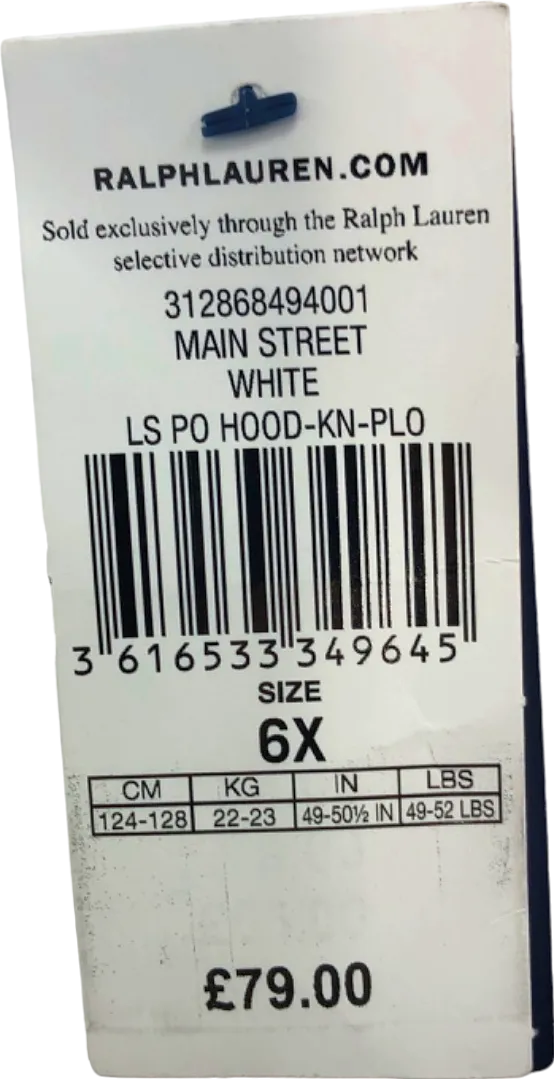 RALPHLAUREN.COM
Sold exclusively through the Ralph Lauren
selective distribution network
312868494001
MAIN STREET
WHITE
LS PO HOOD-KN-PLO
3 616533 349645
SIZE
6X
CM KG IN LBS
124-128 22-23 49-50½ IN 49-52 LBS
£79.00